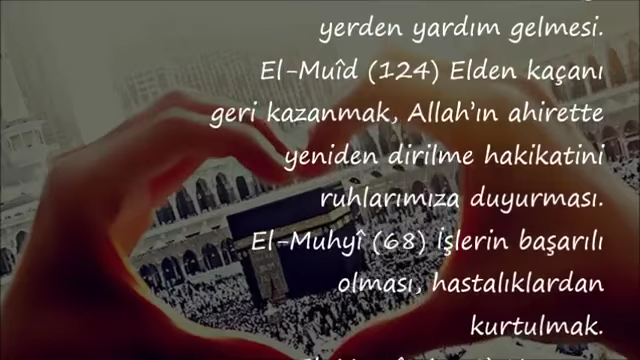 yerden yardım gelmesi.
El-Muîd (124) Elden kaçanı
geri kazanmak, Allah'ın ahirette
yeniden dirilme hakikatini
ruhlarımıza duyurması.
El-Muhyî (68) İşlerin başarılı
olması, hastalıklardan
kurtulmak.